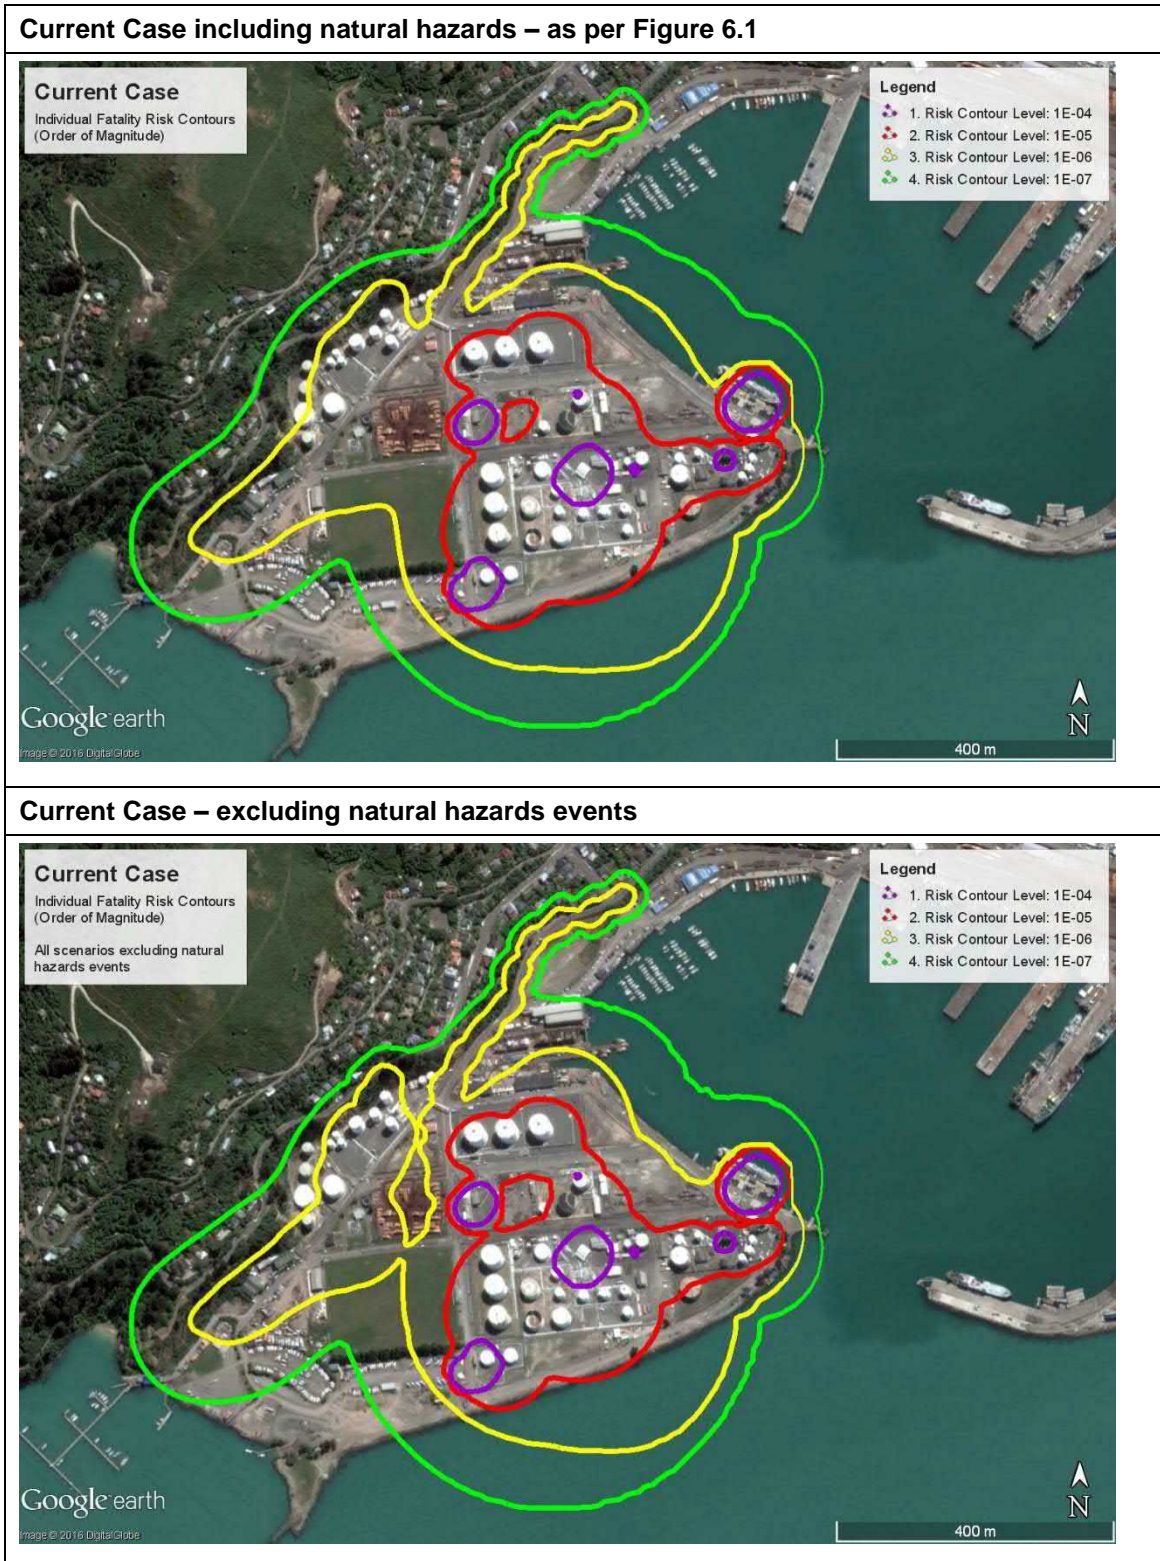 Current Case including natural hazards – as per Figure 6.1
Current Case
Individual Fatality Risk Contours
(Order of Magnitude)
Legend
1. Risk Contour Level: 1E-04
2. Risk Contour Level: 1E-05
3. Risk Contour Level: 1E-06
4. Risk Contour Level: 1E-07
Google earth
Image © 2016 DigitalGlobe
N
400 m
Current Case – excluding natural hazards events
Current Case
Individual Fatality Risk Contours
(Order of Magnitude)
All scenarios excluding natural
hazards events
Legend
1. Risk Contour Level: 1E-04
2. Risk Contour Level: 1E-05
3. Risk Contour Level: 1E-06
4. Risk Contour Level: 1E-07
Google earth
Image © 2016 DigitalGlobe
N
400 m